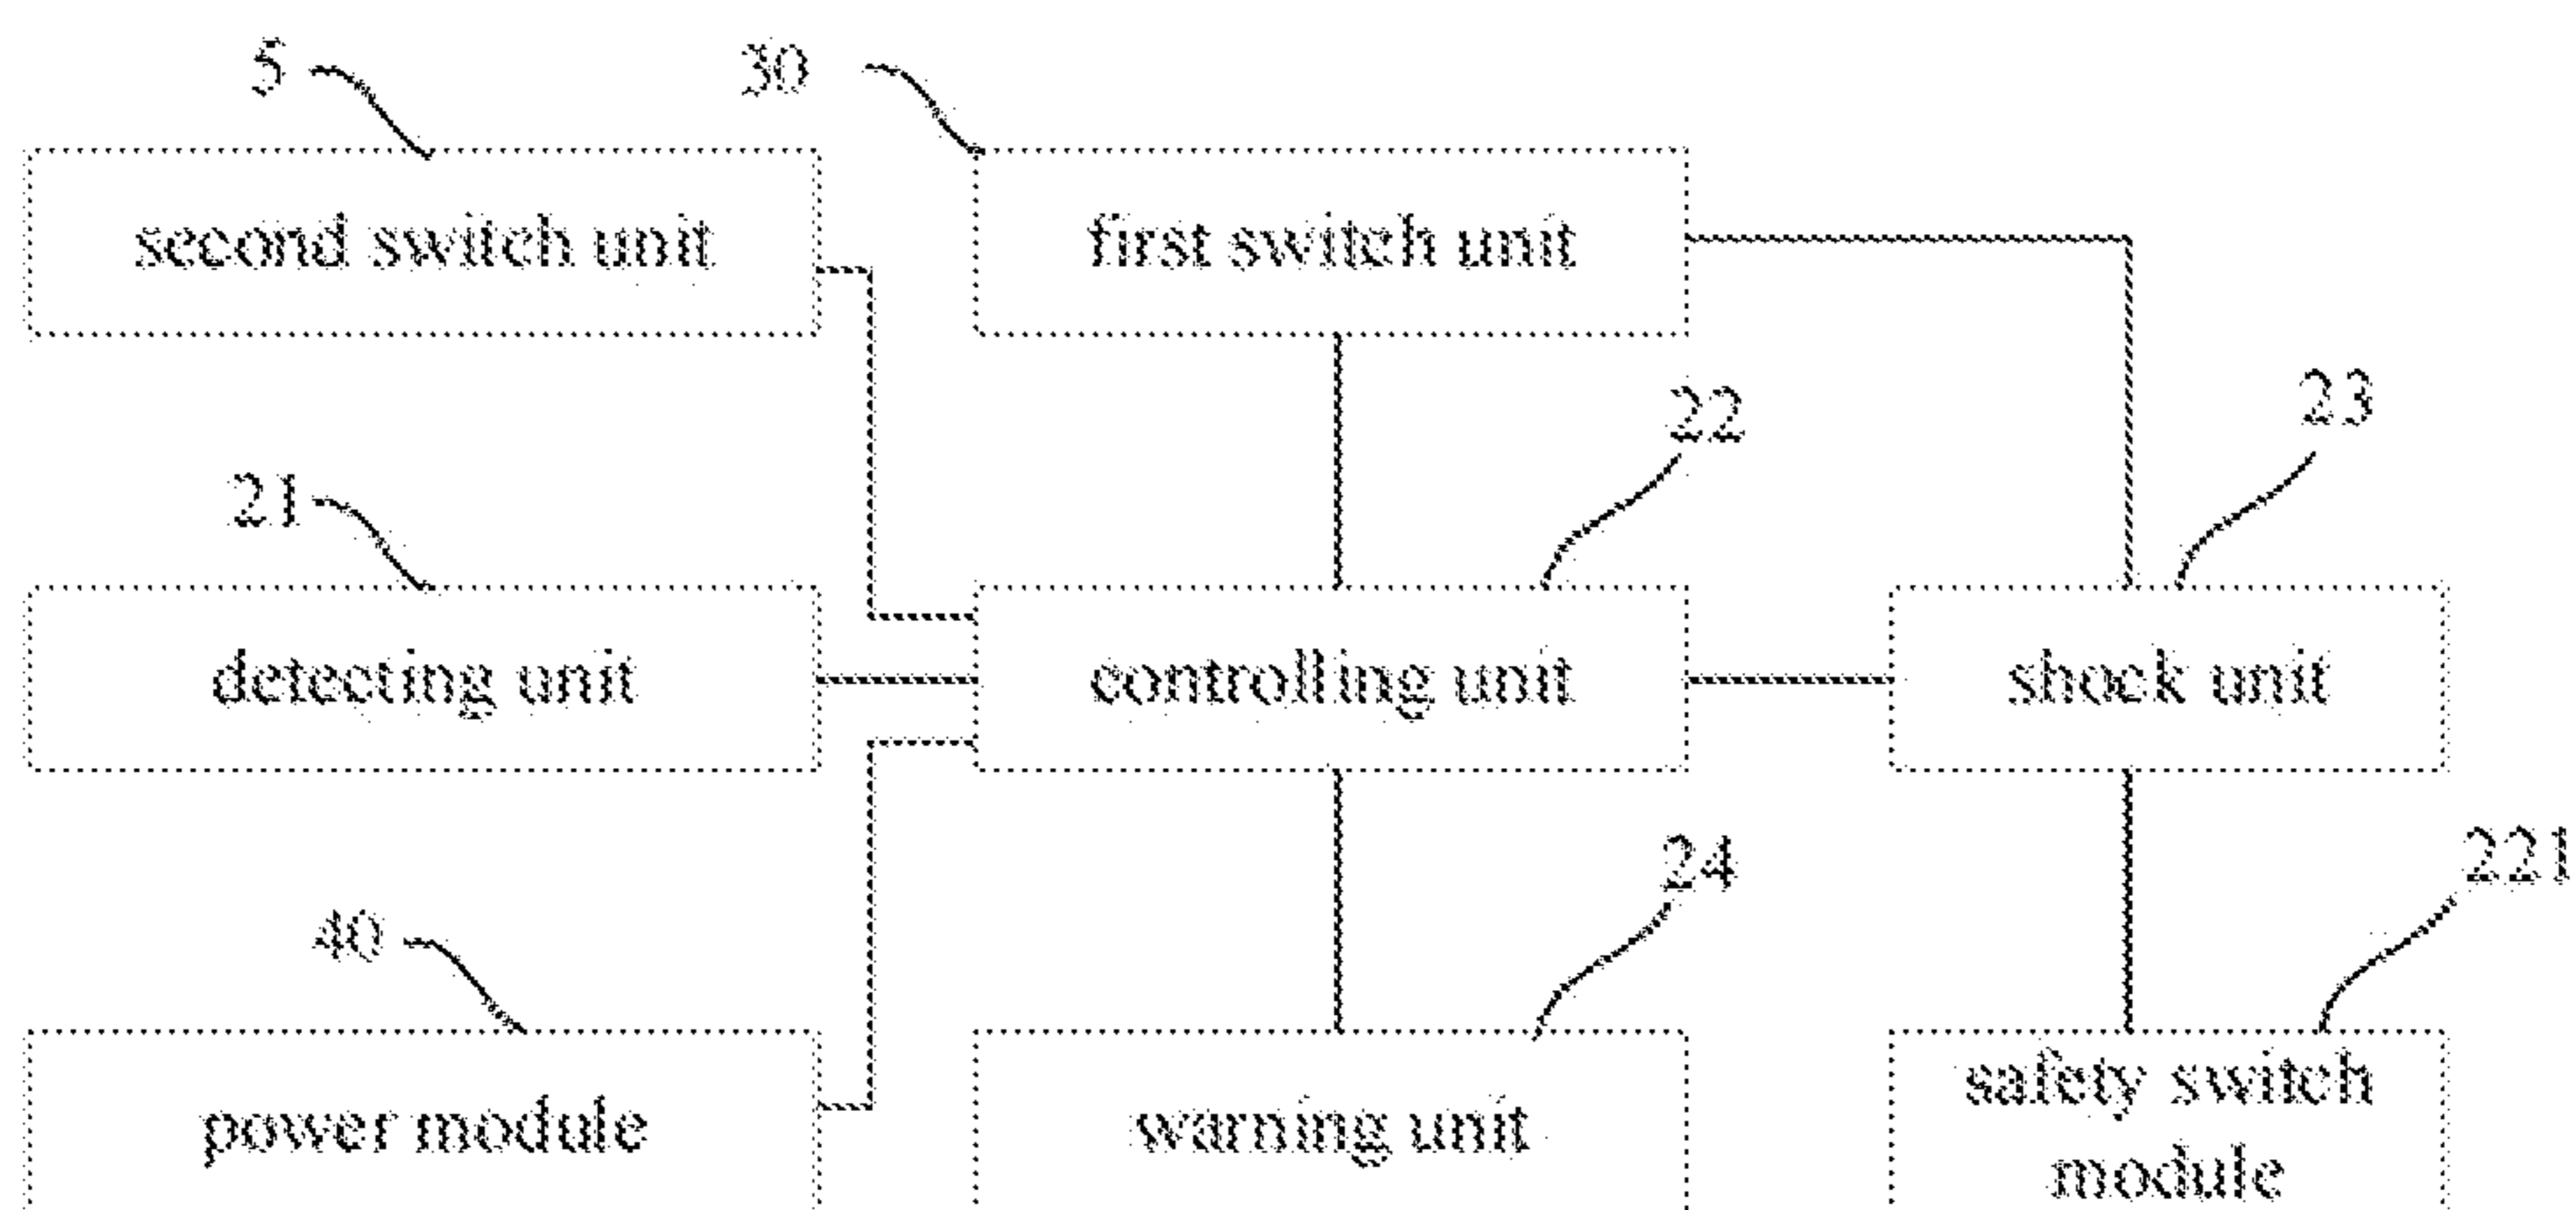 5
30
second switch unit
first switch unit
22
23
21
detecting unit
controlling unit
shock unit
24
221
40
power module
warning unit
safety switch
module